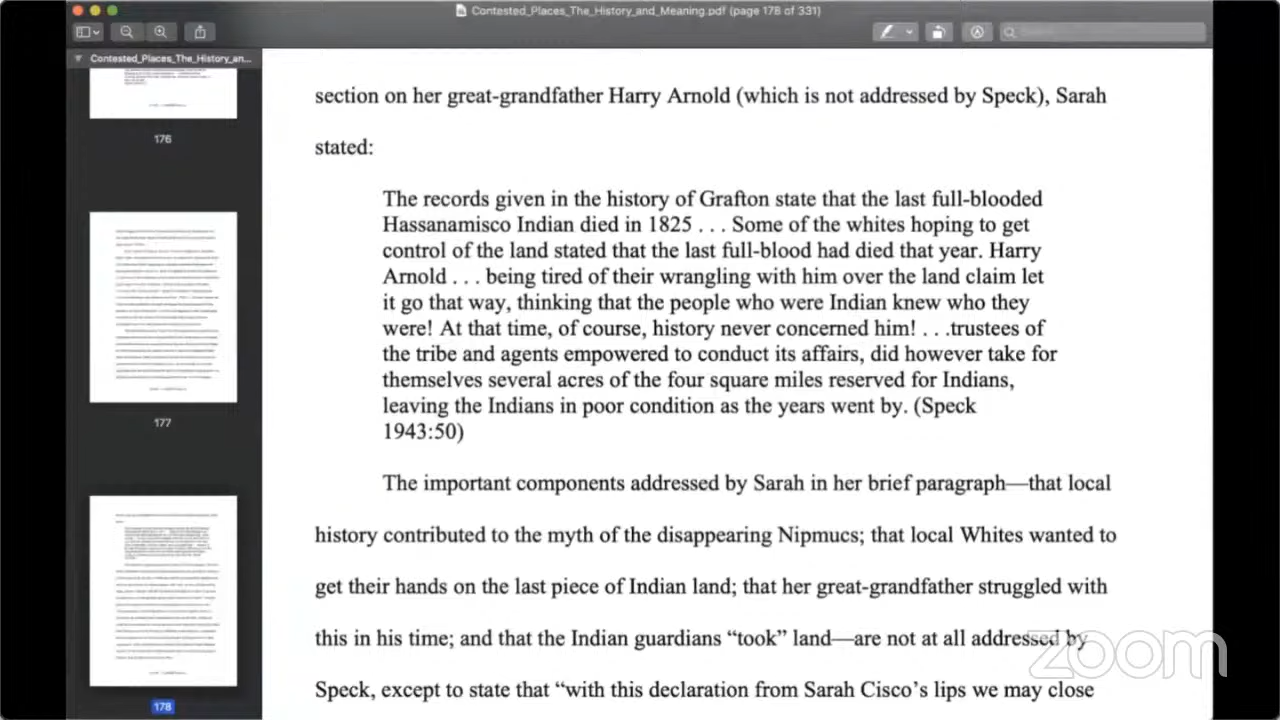 Contested_Places_The_History_and_Meaning.pdf (page 178 of 331)
Contested_Places_The_History_an...
176
177
178
section on her great-grandfather Harry Arnold (which is not addressed by Speck), Sarah
stated:
The records given in the history of Grafton state that the last full-blooded
Hassanamisco Indian died in 1825 . . . Some of the whites hoping to get
control of the land said that the last full-blood had died that year. Harry
Arnold . . . being tired of their wrangling with him over the land claim let
it go that way, thinking that the people who were Indian knew who they
were! At that time, of course, history never concerned him! . . .trustees of
the tribe and agents appointed to conduct its affairs, did however take for
themselves several acres of the four square miles reserved for Indians,
leaving the Indians in poor condition as the years went by. (Speck
1943:50)
The important components addressed by Sarah in her brief paragraph—that local
history contributed to the myth of the disappearing Nipmucs; that local Whites wanted to
get their hands on the last piece of Indian land; that her great-grandfather struggled with
this in his time; and that the Indian guardians “took” land—are not at all addressed by
Speck, except to state that “with this declaration from Sarah Cisco’s lips we may close
zoom